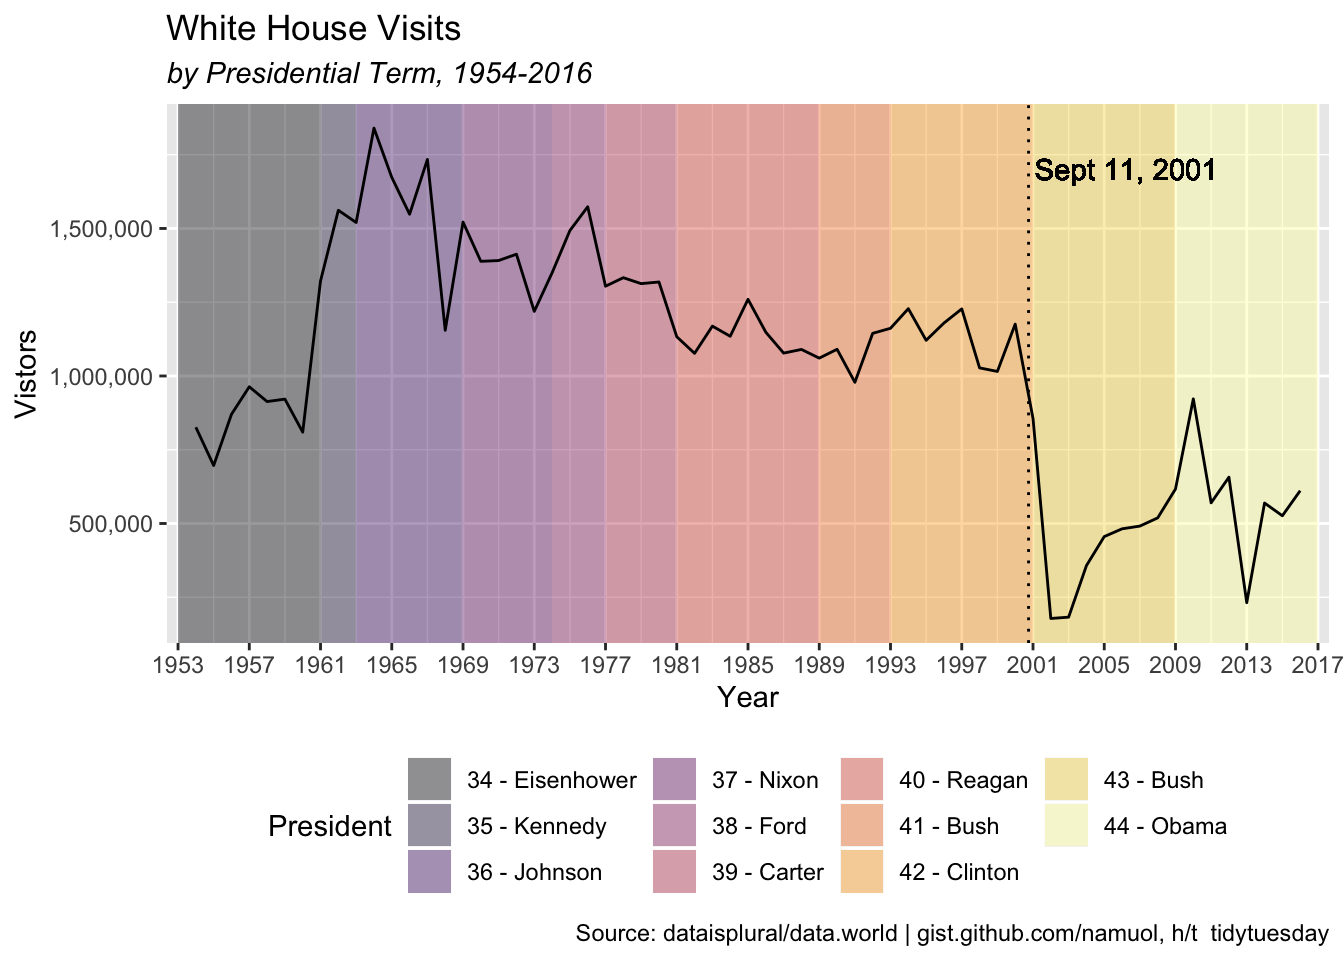 White House Visits
by Presidential Term, 1954-2016
Sept 11, 2001
1,500,000
1,000,000
500,000
Vistors
1953 1957 1961 1965 1969 1973 1977 1981 1985 1989 1993 1997 2001 2005 2009 2013 2017
Year
President
34 - Eisenhower
35 - Kennedy
36 - Johnson
37 - Nixon
38 - Ford
39 - Carter
40 - Reagan
41 - Bush
42 - Clinton
43 - Bush
44 - Obama
Source: dataisplural/data.world | gist.github.com/namuol, h/t  tidytuesday